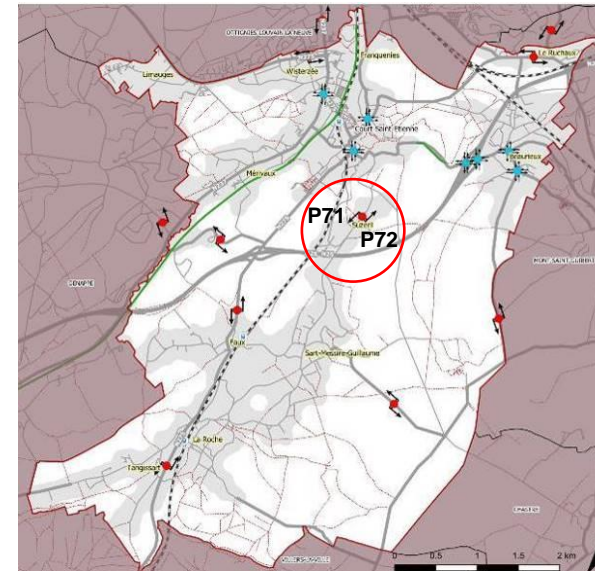 OTTIGNIES-LOUVAIN-LA-NEUVE
Le Ruchaux
Franquenies
Wisterzée
Limauges
Court-Saint-Etienne
Beaurieux
Mérivaux
P71
Suzeril
P72
MONT-SAINT-GUIBERT
GENAPPE
Faux
Sart-Messire-Guillaume
La Roche
Tangissart
CHASTRE
VILLERS-LA-VILLE
0 0.5 1 1.5 2 km